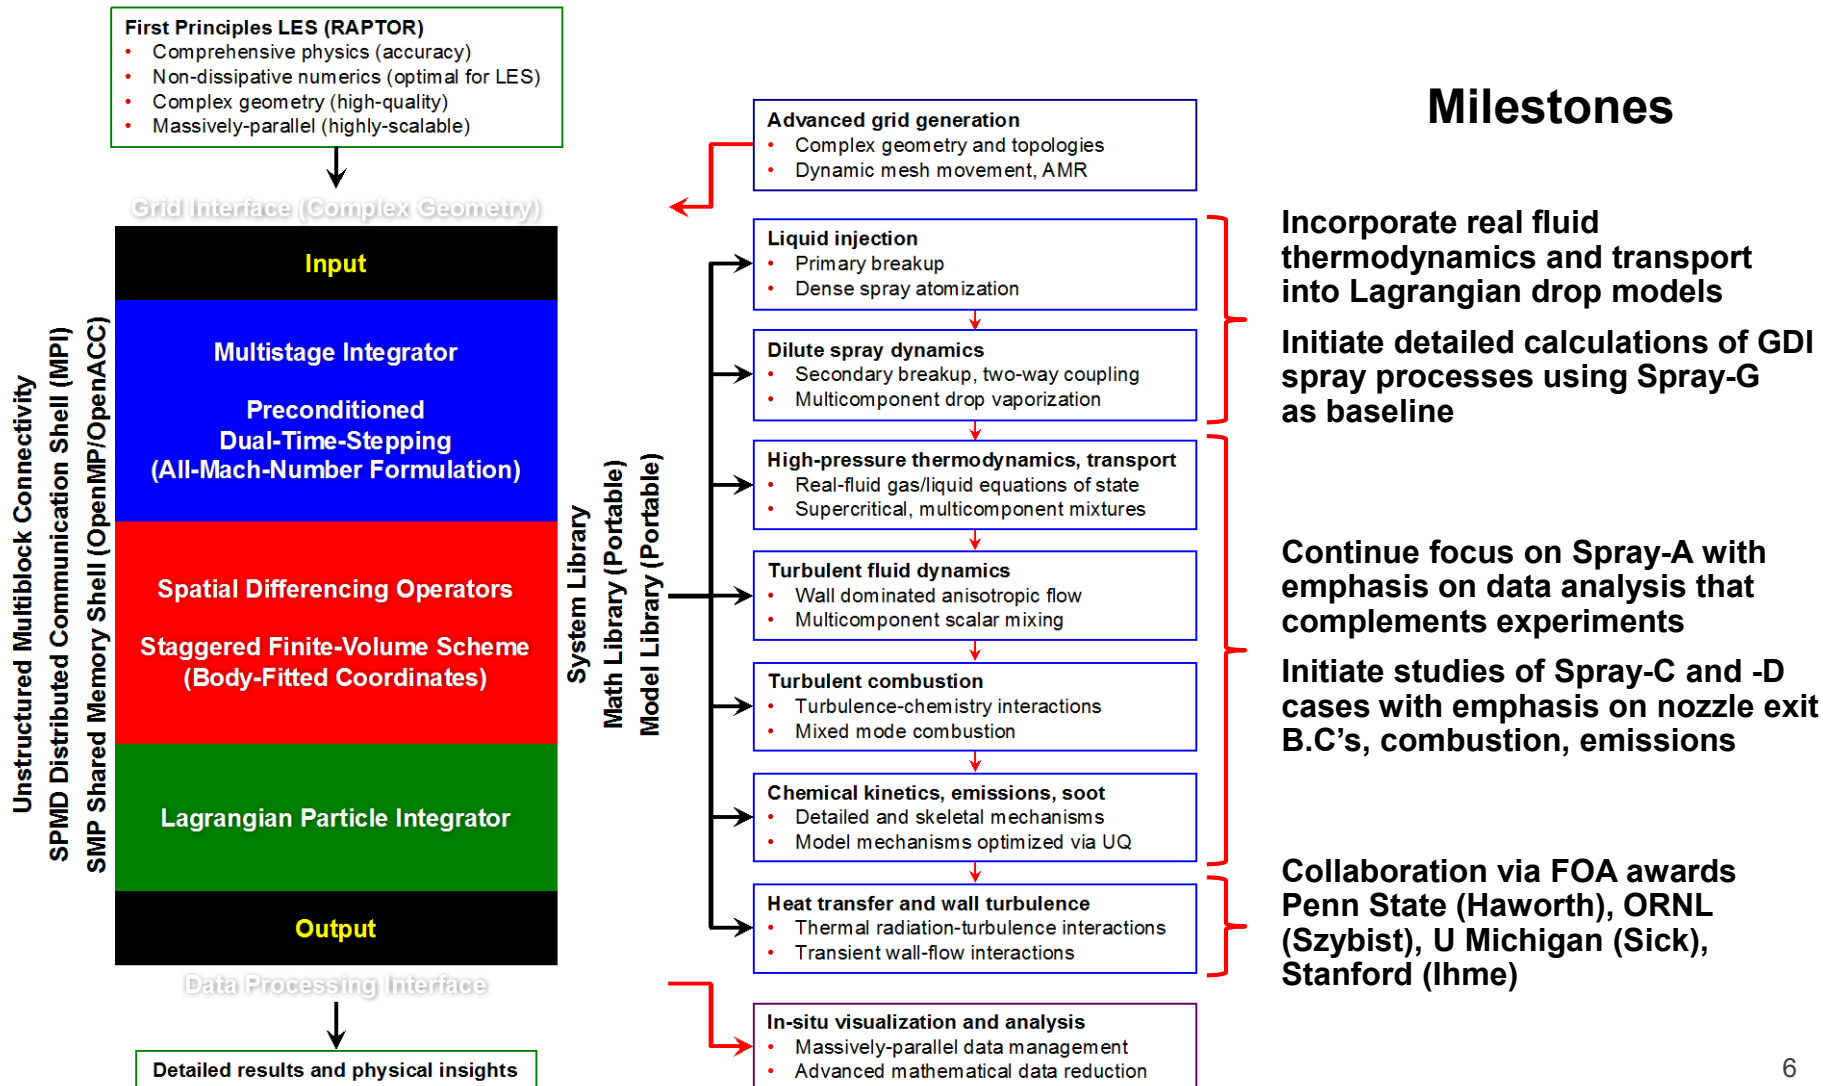 First Principles LES (RAPTOR)
• Comprehensive physics (accuracy)
• Non-dissipative numerics (optimal for LES)
• Complex geometry (high-quality)
• Massively-parallel (highly-scalable)
Grid Interface (Complex Geometry)
Input
Multistage Integrator
Preconditioned
Dual-Time-Stepping
(All-Mach-Number Formulation)
Spatial Differencing Operators
Staggered Finite-Volume Scheme
(Body-Fitted Coordinates)
Lagrangian Particle Integrator
Output
Data Processing Interface
Detailed results and physical insights
Unstructured Multiblock Connectivity
SPMD Distributed Communication Shell (MPI)
SMP Shared Memory Shell (OpenMP/OpenACC)
System Library
Math Library (Portable)
Model Library (Portable)
Advanced grid generation
• Complex geometry and topologies
• Dynamic mesh movement, AMR
Liquid injection
• Primary breakup
• Dense spray atomization
Dilute spray dynamics
• Secondary breakup, two-way coupling
• Multicomponent drop vaporization
High-pressure thermodynamics, transport
• Real-fluid gas/liquid equations of state
• Supercritical, multicomponent mixtures
Turbulent fluid dynamics
• Wall dominated anisotropic flow
• Multicomponent scalar mixing
Turbulent combustion
• Turbulence-chemistry interactions
• Mixed mode combustion
Chemical kinetics, emissions, soot
• Detailed and skeletal mechanisms
• Model mechanisms optimized via UQ
Heat transfer and wall turbulence
• Thermal radiation-turbulence interactions
• Transient wall-flow interactions
In-situ visualization and analysis
• Massively-parallel data management
• Advanced mathematical data reduction
Milestones
Incorporate real fluid
thermodynamics and transport
into Lagrangian drop models
Initiate detailed calculations of GDI
spray processes using Spray-G
as baseline
Continue focus on Spray-A with
emphasis on data analysis that
complements experiments
Initiate studies of Spray-C and -D
cases with emphasis on nozzle exit
B.C’s, combustion, emissions
Collaboration via FOA awards
Penn State (Haworth), ORNL
(Szybist), U Michigan (Sick),
Stanford (Ihme)
6